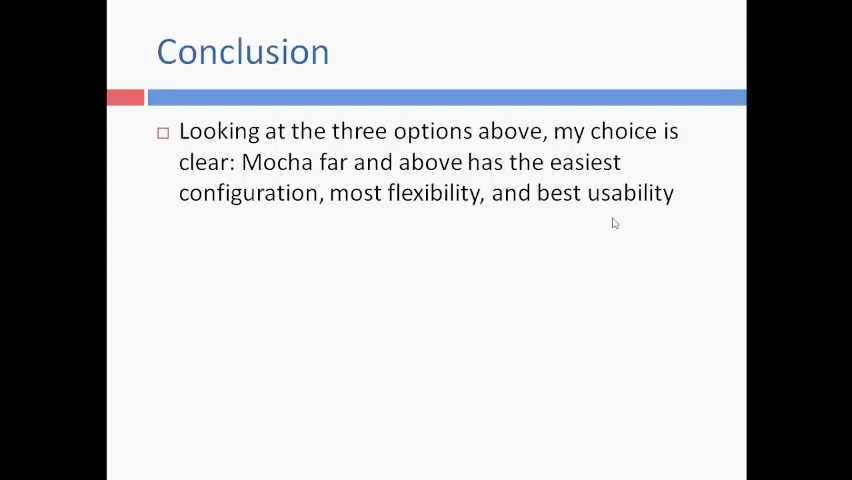 Conclusion
Looking at the three options above, my choice is
clear: Mocha far and above has the easiest
configuration, most flexibility, and best usability